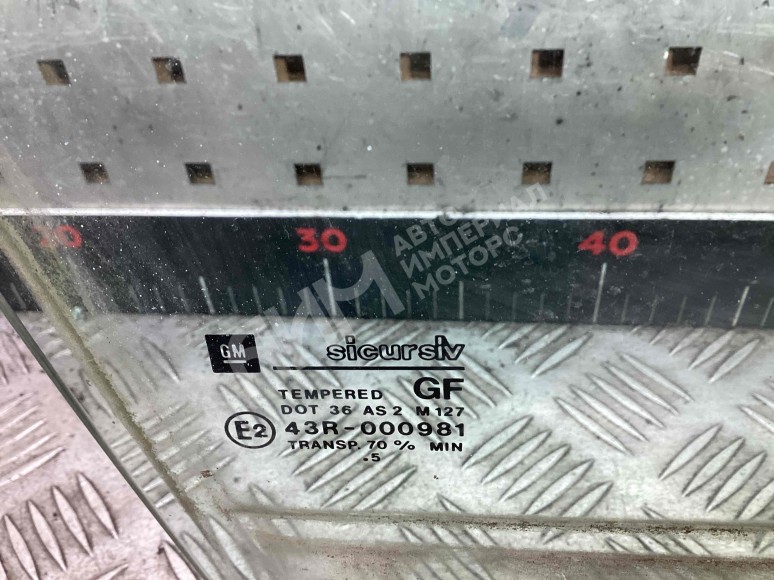 20 30 40
АВТО
ИМПЕРИАЛ
МОТОРС
GM sicursiv
TEMPERED GF
DOT 36 AS 2 M 127
E2 43R-000981
TRANSP. 70 % MIN
.5